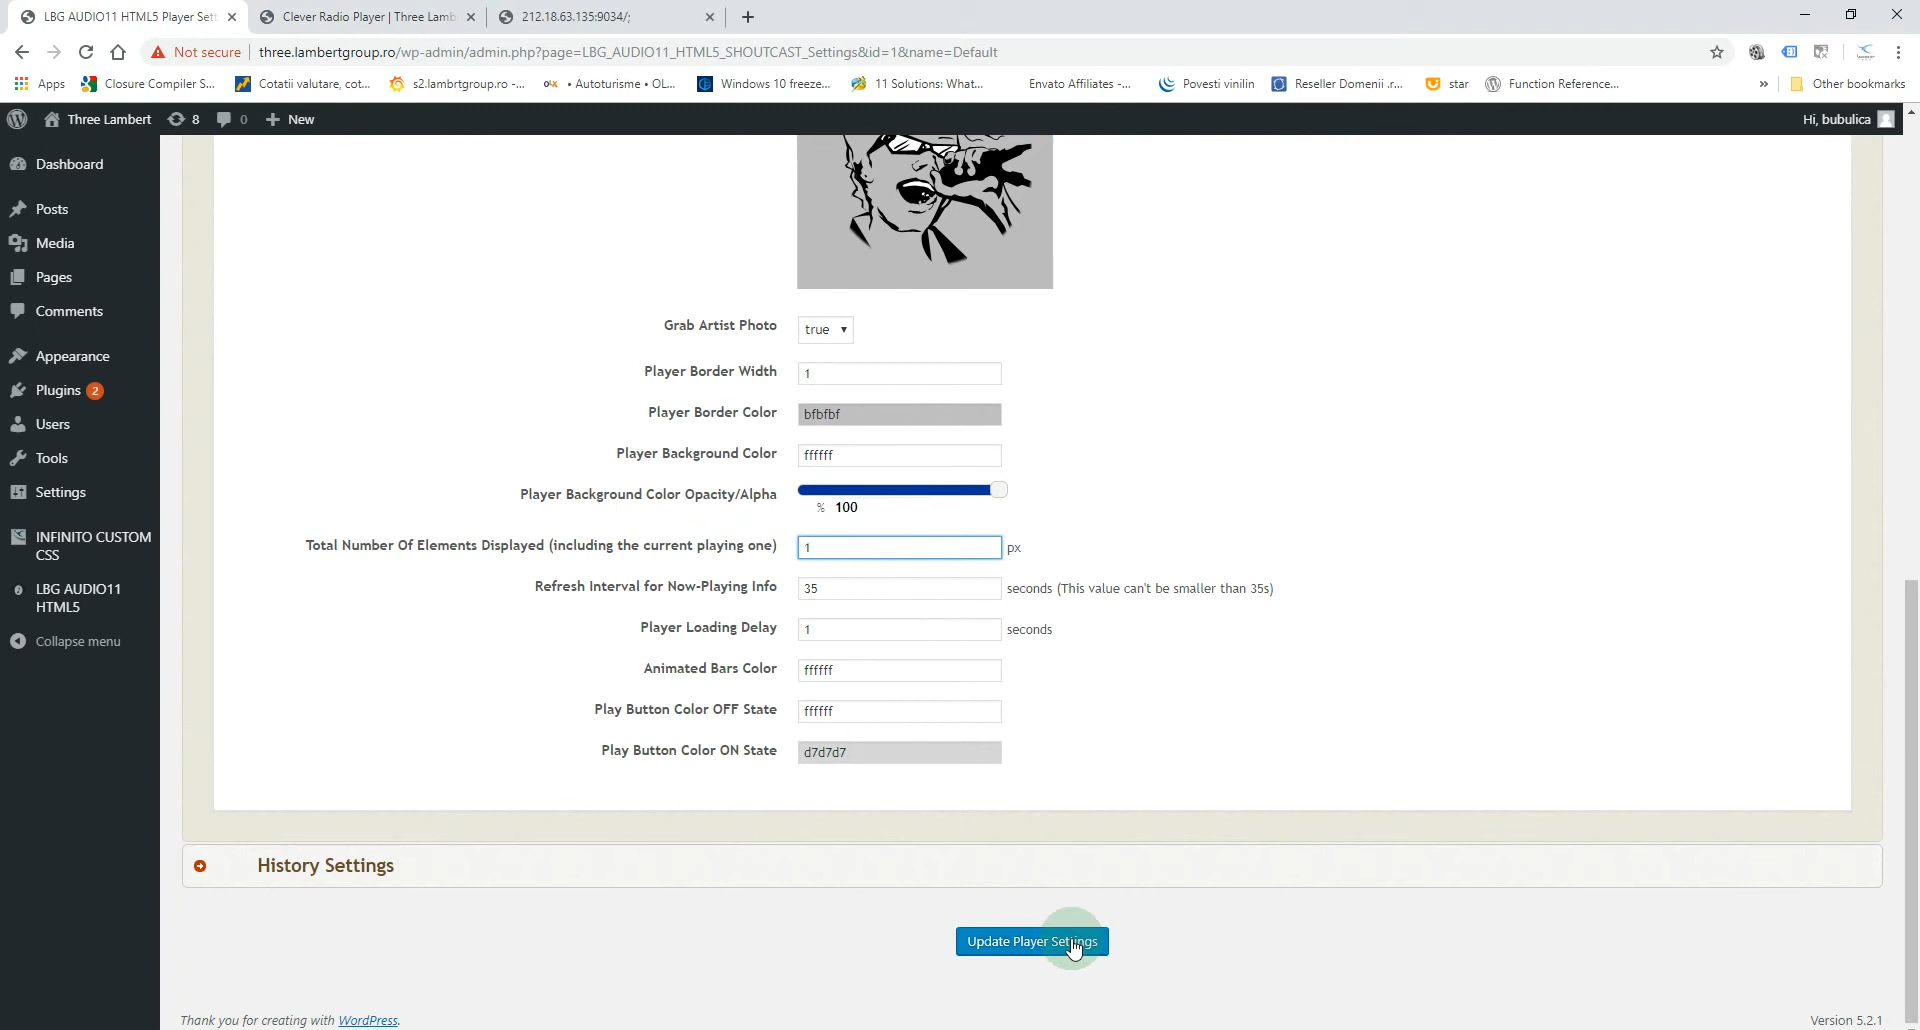 LBG AUDIO11 HTML5 Player Set
Clever Radio Player | Three Lamb
212.18.63.135:9034/;
Not secure
three.lambertgroup.ro/wp-admin/admin.php?page=LBG_AUDIO11_HTML5_SHOUTCAST_Settings&id=1&name=Default
Apps
Closure Compiler S...
Cotatii valutare, cot...
s2.lambrtgroup.ro -...
• Autoturisme • OL...
Windows 10 freeze...
11 Solutions: What...
Envato Affiliates -...
Povesti vinilin
Reseller Domenii .r...
star
Function Reference...
»
Other bookmarks
Three Lambert
8
0
New
Hi, bubulica
Dashboard
Posts
Media
Pages
Comments
Appearance
Plugins 2
Users
Tools
Settings
INFINITO CUSTOM
CSS
LBG AUDIO11
HTML5
Collapse menu
Grab Artist Photo true
Player Border Width 1
Player Border Color bfbfbf
Player Background Color ffffff
Player Background Color Opacity/Alpha
% 100
Total Number Of Elements Displayed (including the current playing one) 1 px
Refresh Interval for Now-Playing Info 35 seconds (This value can't be smaller than 35s)
Player Loading Delay 1 seconds
Animated Bars Color ffffff
Play Button Color OFF State ffffff
Play Button Color ON State d7d7d7
History Settings
Update Player Settings
Thank you for creating with WordPress.
Version 5.2.1